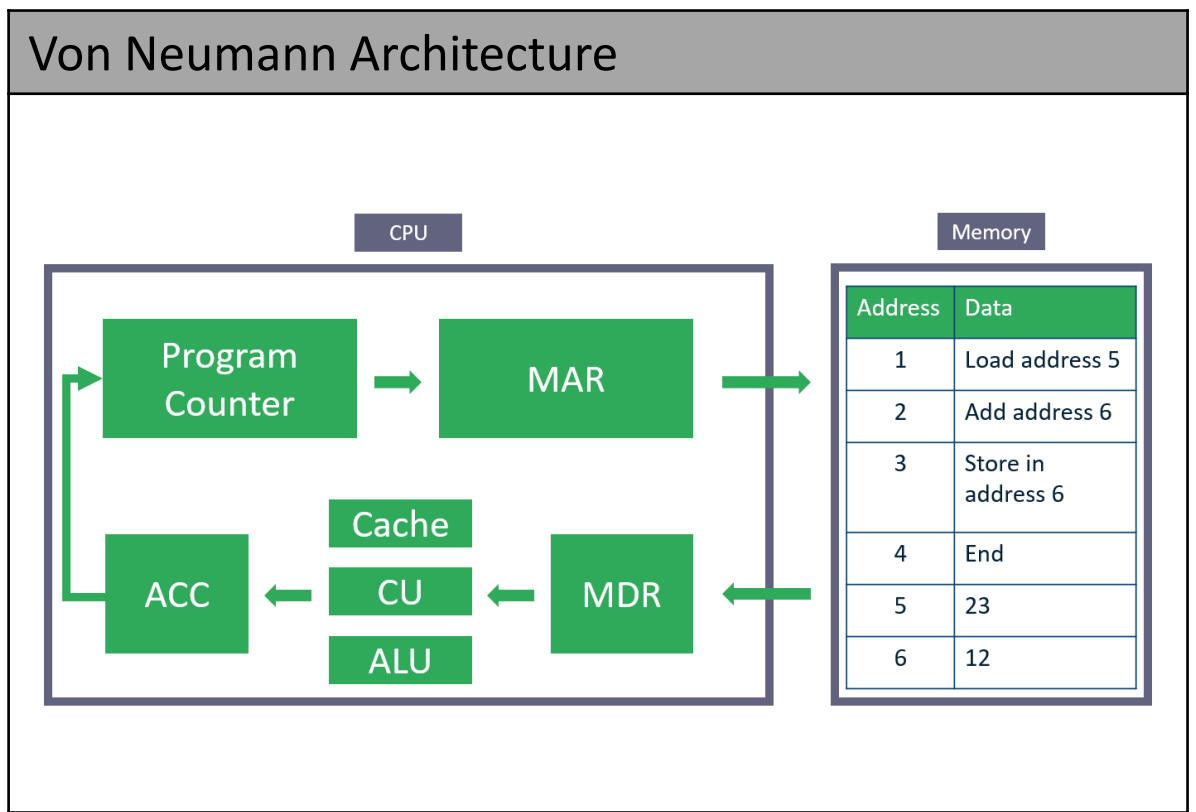 Von Neumann Architecture
CPU
Memory
Program
Counter
MAR
Cache
ACC
CU
MDR
ALU
Address Data
1 Load address 5
2 Add address 6
3 Store in
address 6
4 End
5 23
6 12